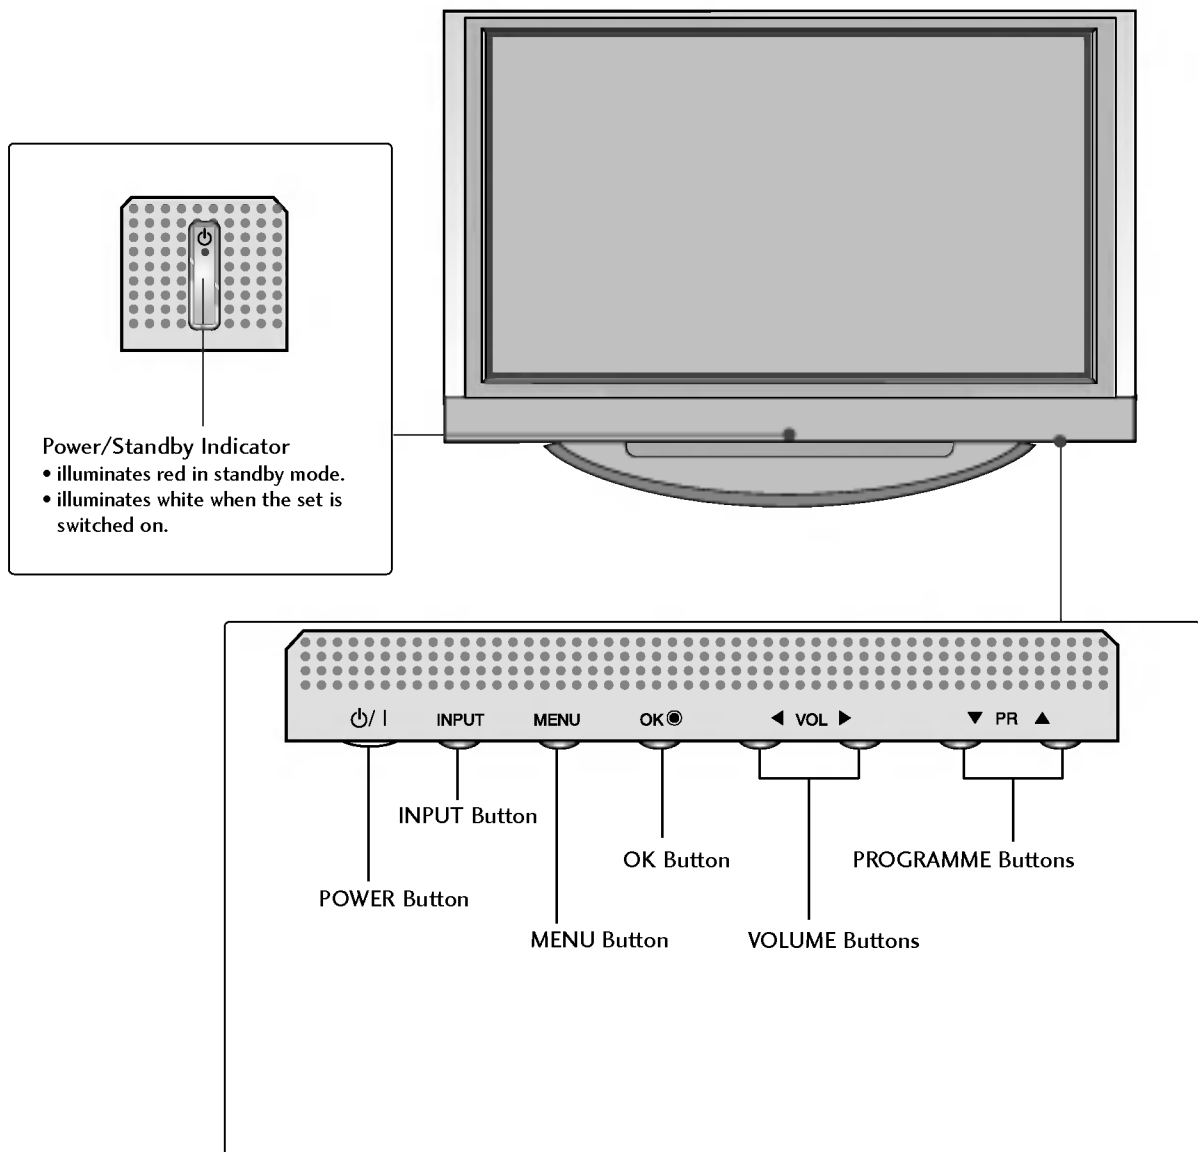 Power/Standby Indicator
• illuminates red in standby mode.
• illuminates white when the set is
switched on.
⏻/ I INPUT MENU OK◉ ◀ VOL ▶ ▼ PR ▲
INPUT Button
OK Button
PROGRAMME Buttons
POWER Button
MENU Button
VOLUME Buttons